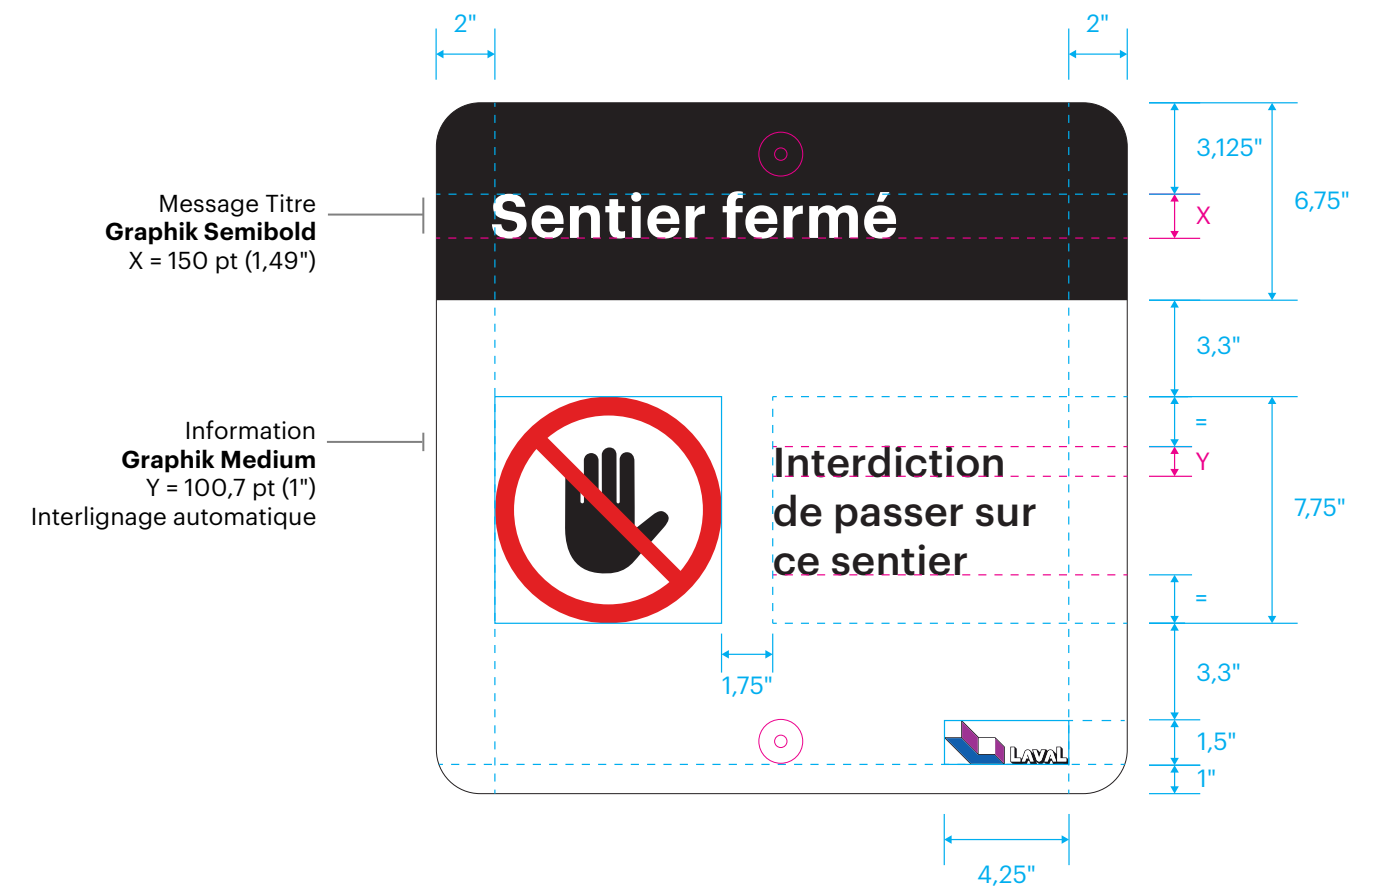 2"
2"
3,125"
6,75"
X
Message Titre
Graphik Semibold
X = 150 pt (1,49")
Sentier fermé
3,3"
Information
Graphik Medium
Y = 100,7 pt (1")
Interlignage automatique
=
Y
Interdiction
de passer sur
ce sentier
7,75"
=
3,3"
1,75"
LAVAL
1,5"
1"
4,25"